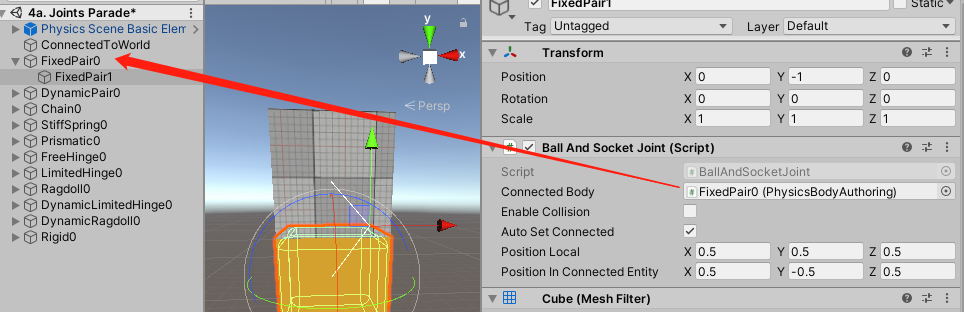 4a. Joints Parade*
Physics Scene Basic Elem
ConnectedToWorld
FixedPair0
FixedPair1
DynamicPair0
Chain0
StiffSpring0
Prismatic0
FreeHinge0
LimitedHinge0
Ragdoll0
DynamicLimitedHinge0
DynamicRagdoll0
Rigid0
y
x
Persp
FixedPair1
Static
Tag Untagged Layer Default
Transform
Position X 0 Y -1 Z 0
Rotation X 0 Y 0 Z 0
Scale X 1 Y 1 Z 1
Ball And Socket Joint (Script)
Script BallAndSocketJoint
Connected Body FixedPair0 (PhysicsBodyAuthoring)
Enable Collision
Auto Set Connected
Position Local X 0.5 Y 0.5 Z 0.5
Position In Connected Entity X 0.5 Y -0.5 Z 0.5
Cube (Mesh Filter)